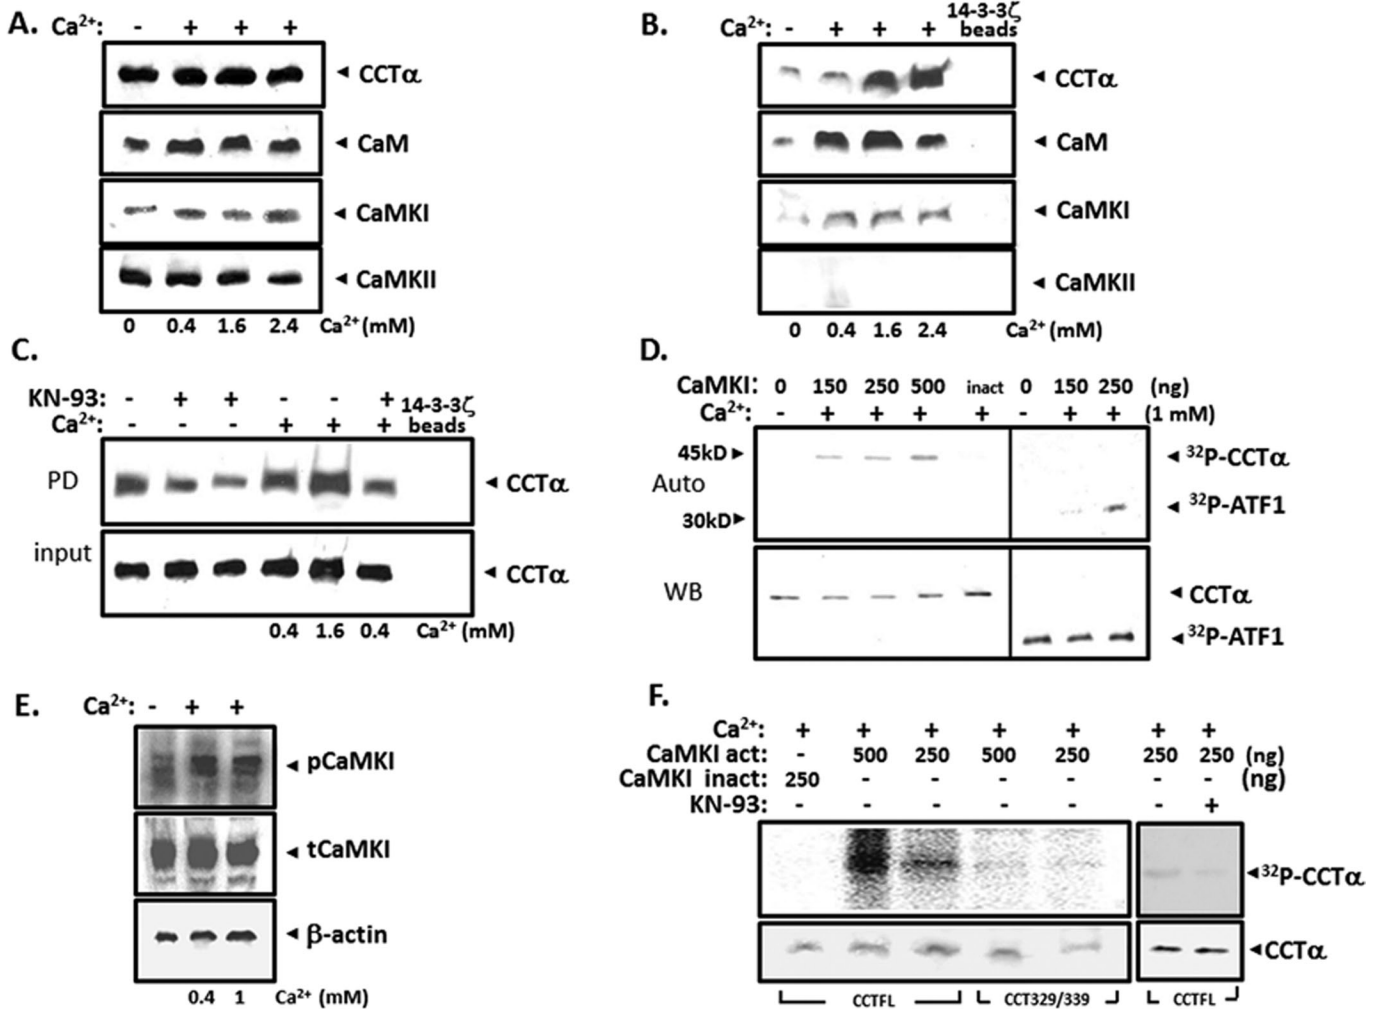 A. Ca²⁺: - + + +
CCTα
CaM
CaMKI
CaMKII
0 0.4 1.6 2.4 Ca²⁺ (mM)
B. Ca²⁺: - + + + 14-3-3ζ beads
CCTα
CaM
CaMKI
CaMKII
0 0.4 1.6 2.4 Ca²⁺ (mM)
C.
KN-93: - + + - - + 14-3-3ζ
Ca²⁺: - - - + + + beads
PD CCTα
input CCTα
0.4 1.6 0.4 Ca²⁺ (mM)
D.
CaMKI: 0 150 250 500 inact 0 150 250 (ng)
Ca²⁺: - + + + + - + + (1 mM)
45kD ³²P-CCTα
Auto
30kD ³²P-ATF1
WB CCTα
³²P-ATF1
E. Ca²⁺: - + +
pCaMKI
tCaMKI
β-actin
0.4 1 Ca²⁺ (mM)
F.
Ca²⁺: + + + + + + +
CaMKI act: - 500 250 500 250 250 250 (ng)
CaMKI inact: 250 - - - - - - (ng)
KN-93: - - - - - - +
³²P-CCTα
CCTα
CCTFL CCT329/339 CCTFL